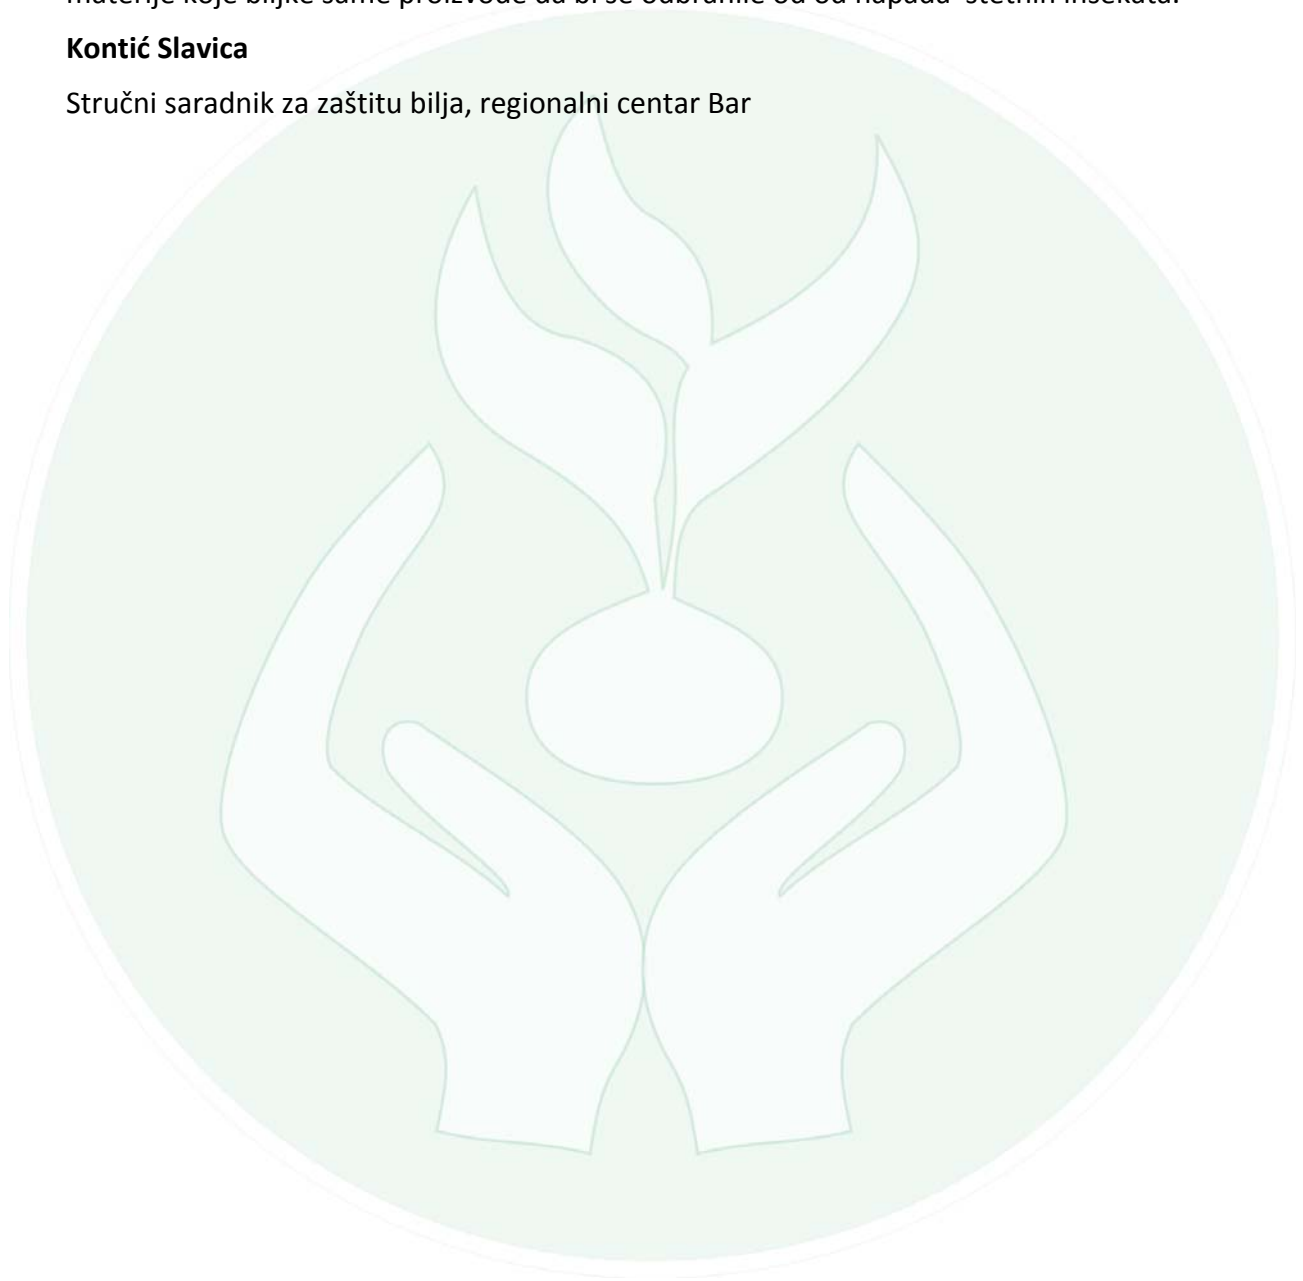 materije koje biljke same proizvode da bi se odbranile od od napada štetnih insekata.
Kontić Slavica
Stručni saradnik za zaštitu bilja, regionalni centar Bar